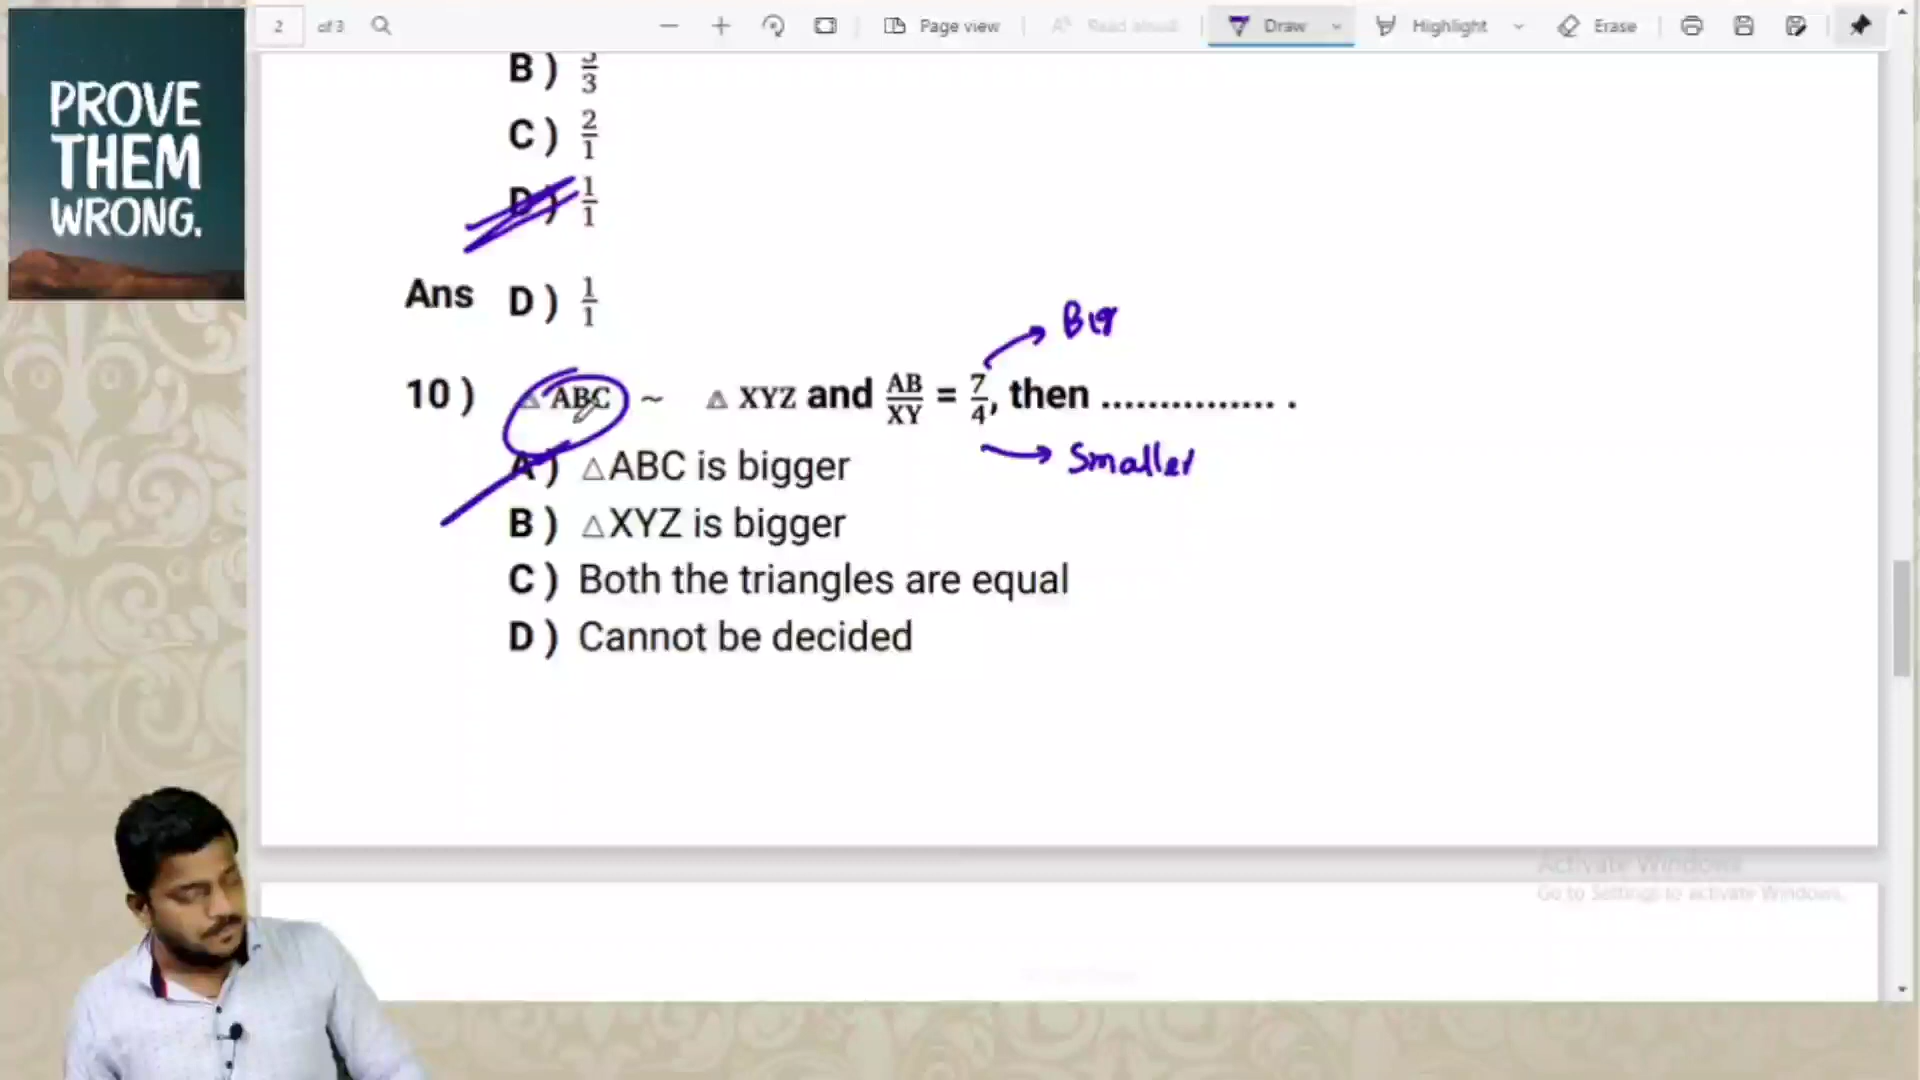 PROVE
THEM
WRONG.
2 of 3 Page view Read aloud Draw Highlight Erase
B ) 3
C ) 2/1
D ) 1/1
Ans D ) 1/1
Big
10 ) △ ABC ~ △ XYZ and AB/XY = 7/4, then ............... .
Smaller
A ) △ABC is bigger
B ) △XYZ is bigger
C ) Both the triangles are equal
D ) Cannot be decided
Activate Windows
Go to Settings to activate Windows.